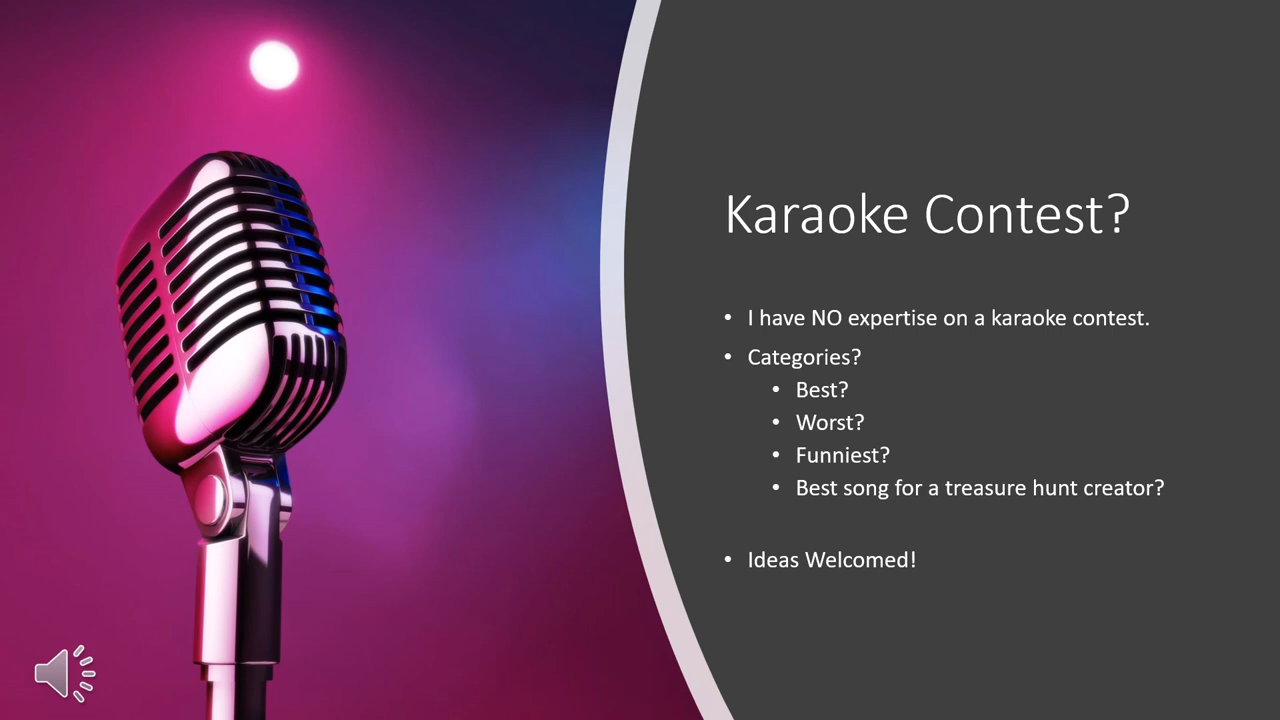 Karaoke Contest?
• I have NO expertise on a karaoke contest.
• Categories?
• Best?
• Worst?
• Funniest?
• Best song for a treasure hunt creator?
• Ideas Welcomed!